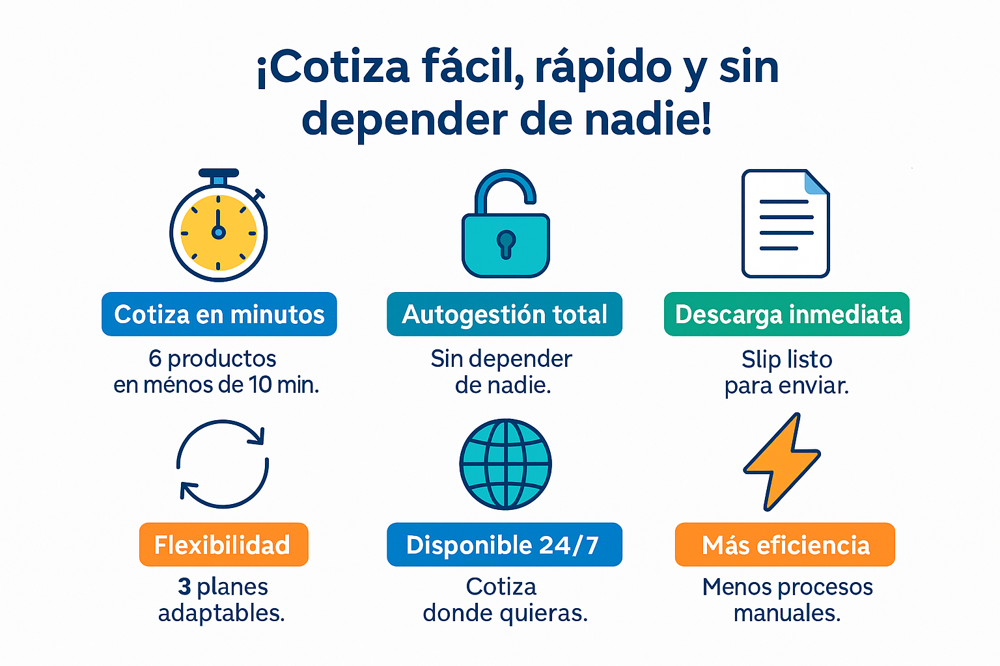 ¡Cotiza fácil, rápido y sin
depender de nadie!
Cotiza en minutos
6 productos
en ménos de 10 min.
Autogestión total
Sin depender
de nadie.
Descarga inmediata
Slip listo
para enviar.
Flexibilidad
3 planes
adaptables.
Disponible 24/7
Cotiza
donde quieras.
Más eficiencia
Menos procesos
manuales.